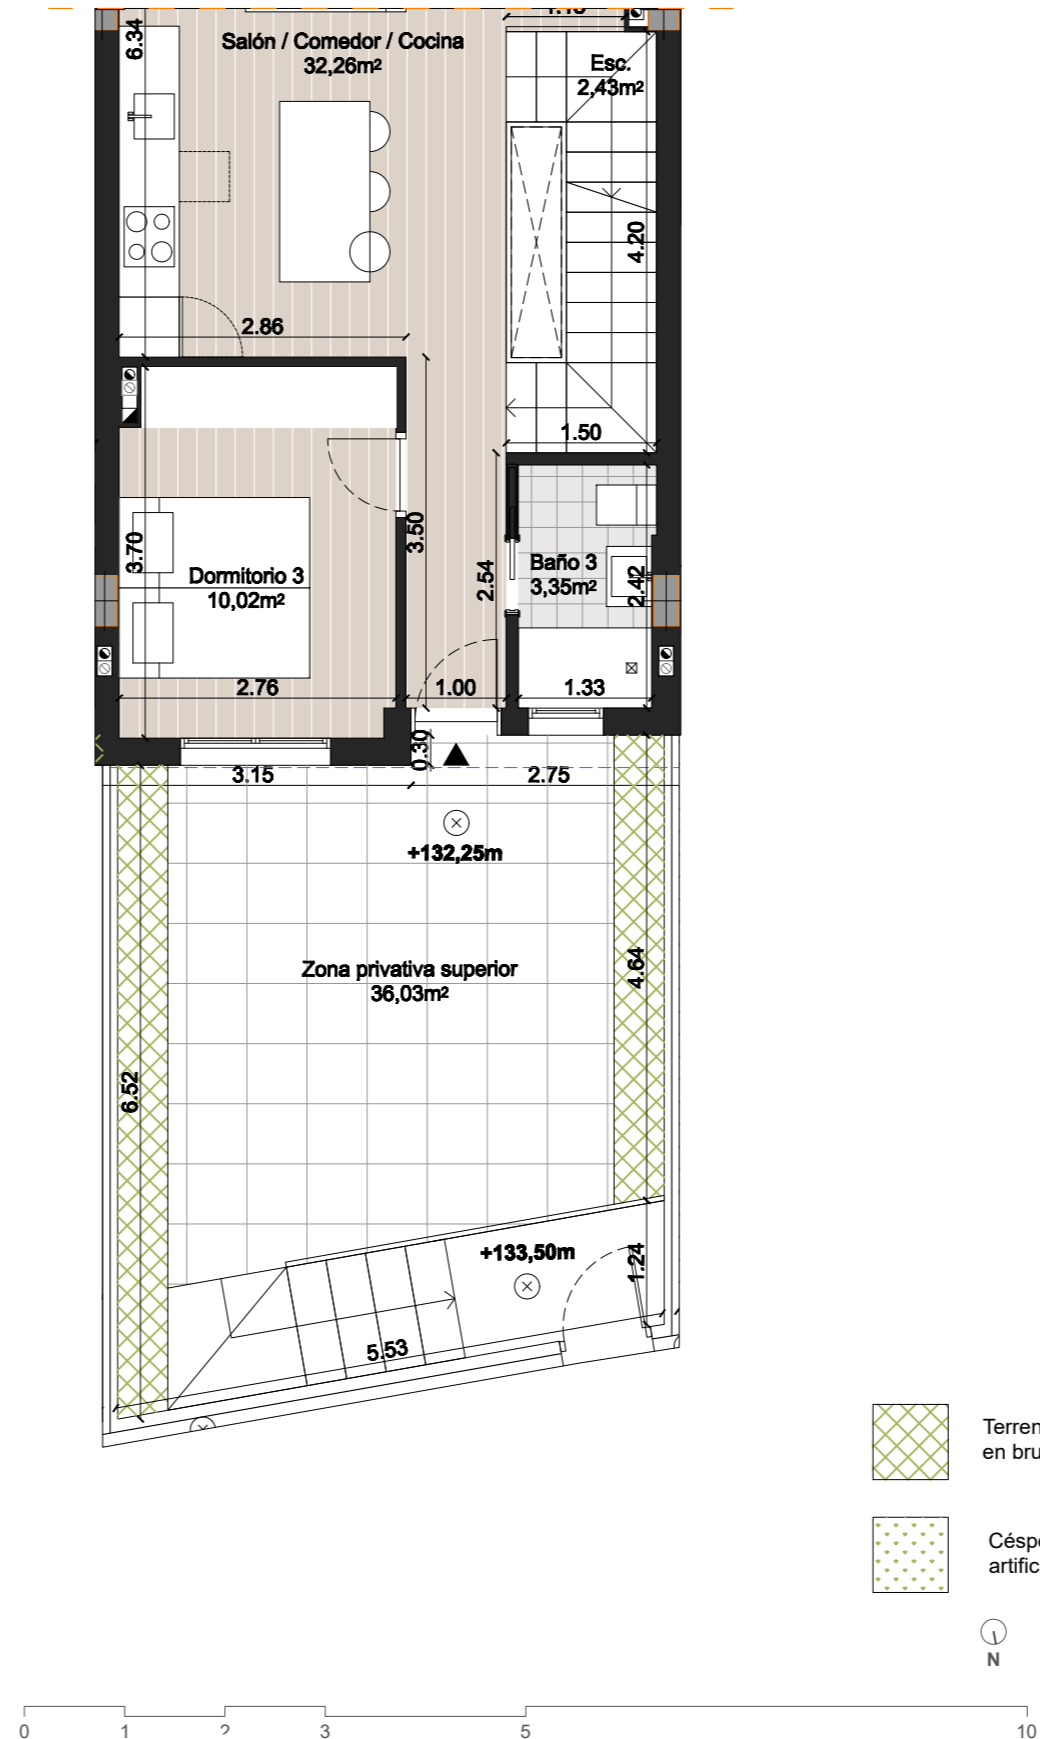 6.34
Salón / Comedor / Cocina
32,26m²
Esc.
2,43m²
4.20
2.86
1.50
3.70
3.50
2.54
Dormitorio 3
10,02m²
Baño 3
3,35m²
2.42
2.76
1.00
1.33
0.30
3.15
2.75
+132,25m
Zona privativa superior
36,03m²
4.64
6.52
+133,50m
1.24
5.53
en
N
0 1 2 3 5 10